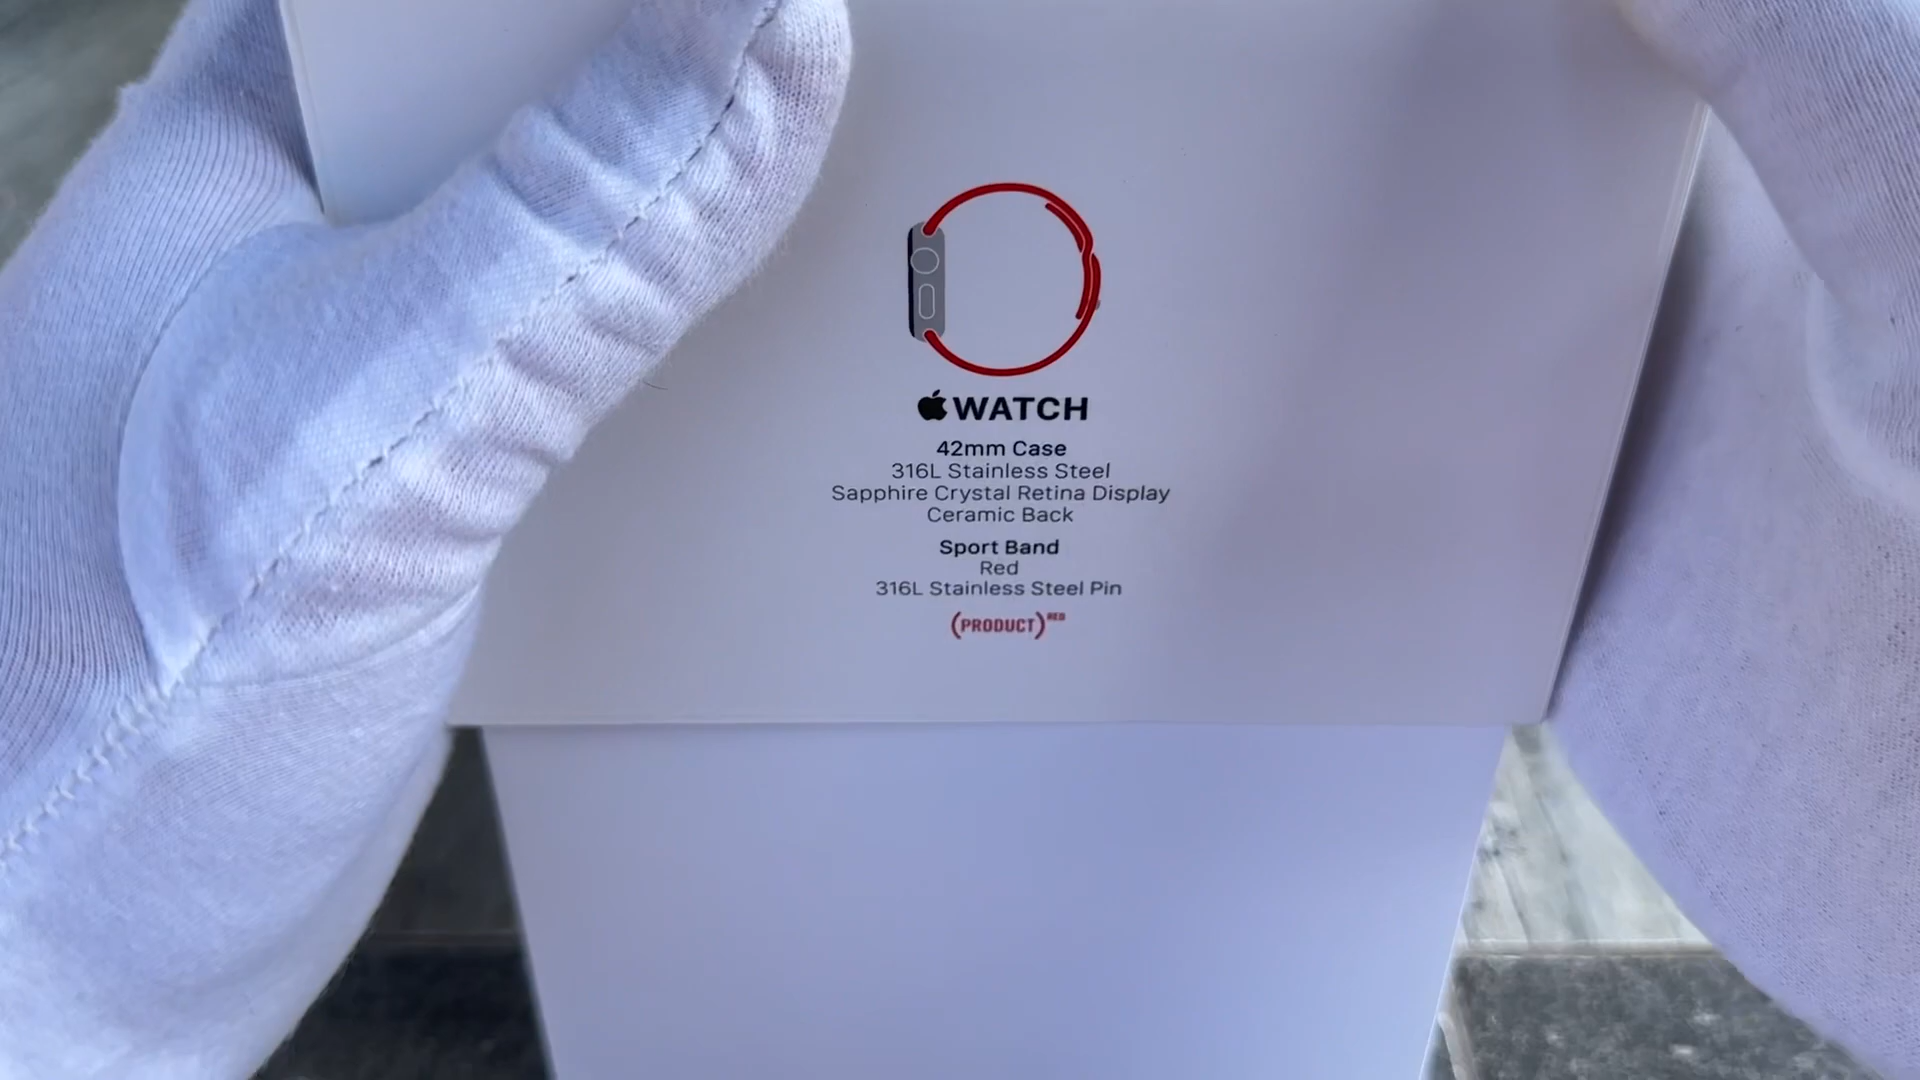 WATCH
42mm Case
316L Stainless Steel
Sapphire Crystal Retina Display
Ceramic Back
Sport Band
Red
316L Stainless Steel Pin
(PRODUCT)RED